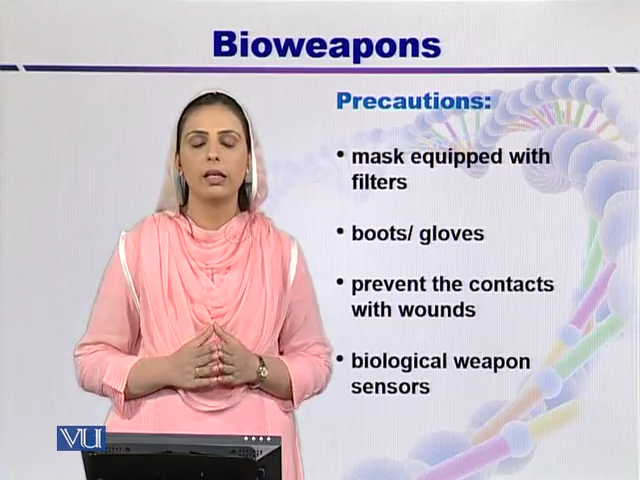 Bioweapons
Precautions:
• mask equipped with
filters
• boots/ gloves
• prevent the contacts
with wounds
• biological weapon
sensors
VU